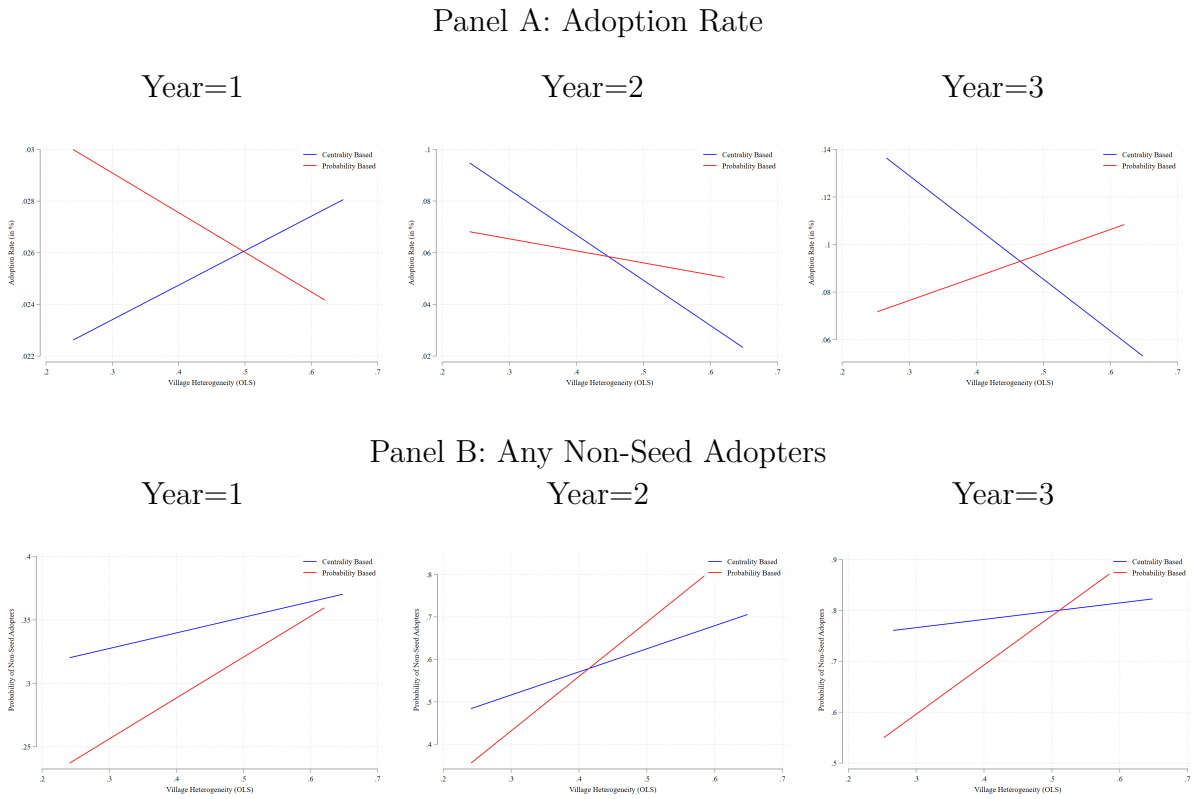 Panel A: Adoption Rate
Year=1
Year=2
Year=3
Centrality Based
Probability Based
Adoption Rate (in %)
.03
.028
.026
.024
.022
.2 .3 .4 .5 .6 .7
Village Heterogeneity (OLS)
Centrality Based
Probability Based
Adoption Rate (in %)
.1
.08
.06
.04
.02
.2 .3 .4 .5 .6 .7
Village Heterogeneity (OLS)
Centrality Based
Probability Based
Adoption Rate (in %)
.14
.12
.1
.08
.06
.2 .3 .4 .5 .6 .7
Village Heterogeneity (OLS)
Panel B: Any Non-Seed Adopters
Year=1
Year=2
Year=3
Centrality Based
Probability Based
Probability of Non-Seed Adopters
.4
.35
.3
.25
.2 .3 .4 .5 .6 .7
Village Heterogeneity (OLS)
Centrality Based
Probability Based
Probability of Non-Seed Adopters
.8
.7
.6
.5
.4
.2 .3 .4 .5 .6 .7
Village Heterogeneity (OLS)
Centrality Based
Probability Based
Probability of Non-Seed Adopters
.9
.8
.7
.6
.5
.2 .3 .4 .5 .6 .7
Village Heterogeneity (OLS)